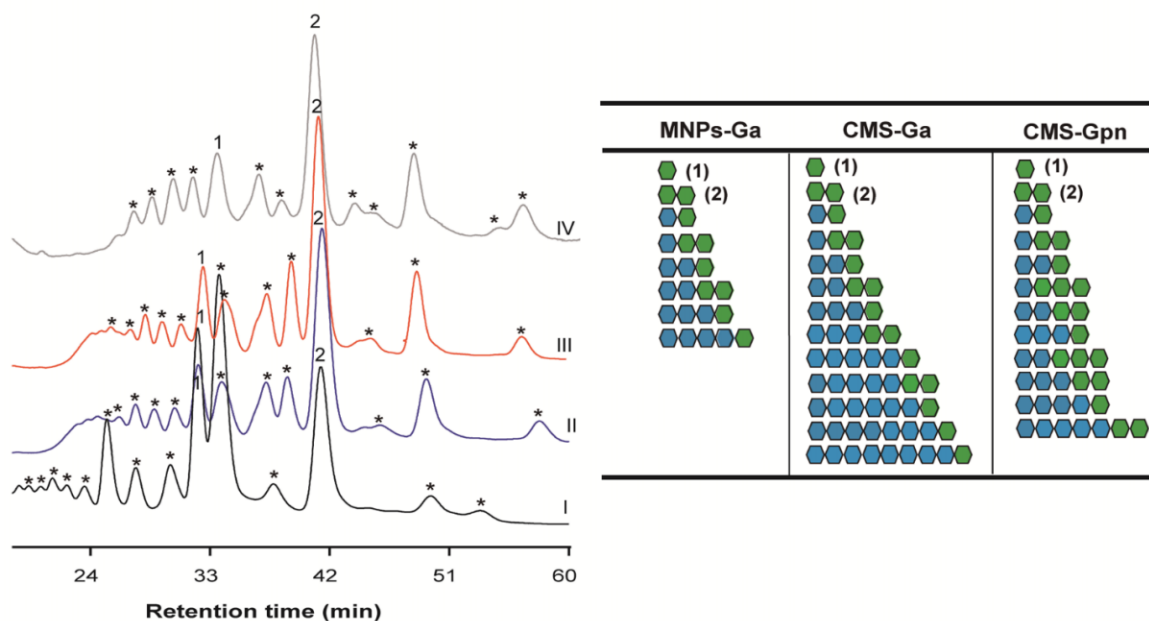 2
* * * * 1 * * * * * * * IV
2
* * * * * 1 * * * * * * III
2
* * * * * 1 * * * * * * II
2
* * * * * * * * 1 * * * * I
24 33 42 51 60
Retention time (min)
MNPs-Ga CMS-Ga CMS-Gpn
(1) (1) (1)
(2) (2) (2)